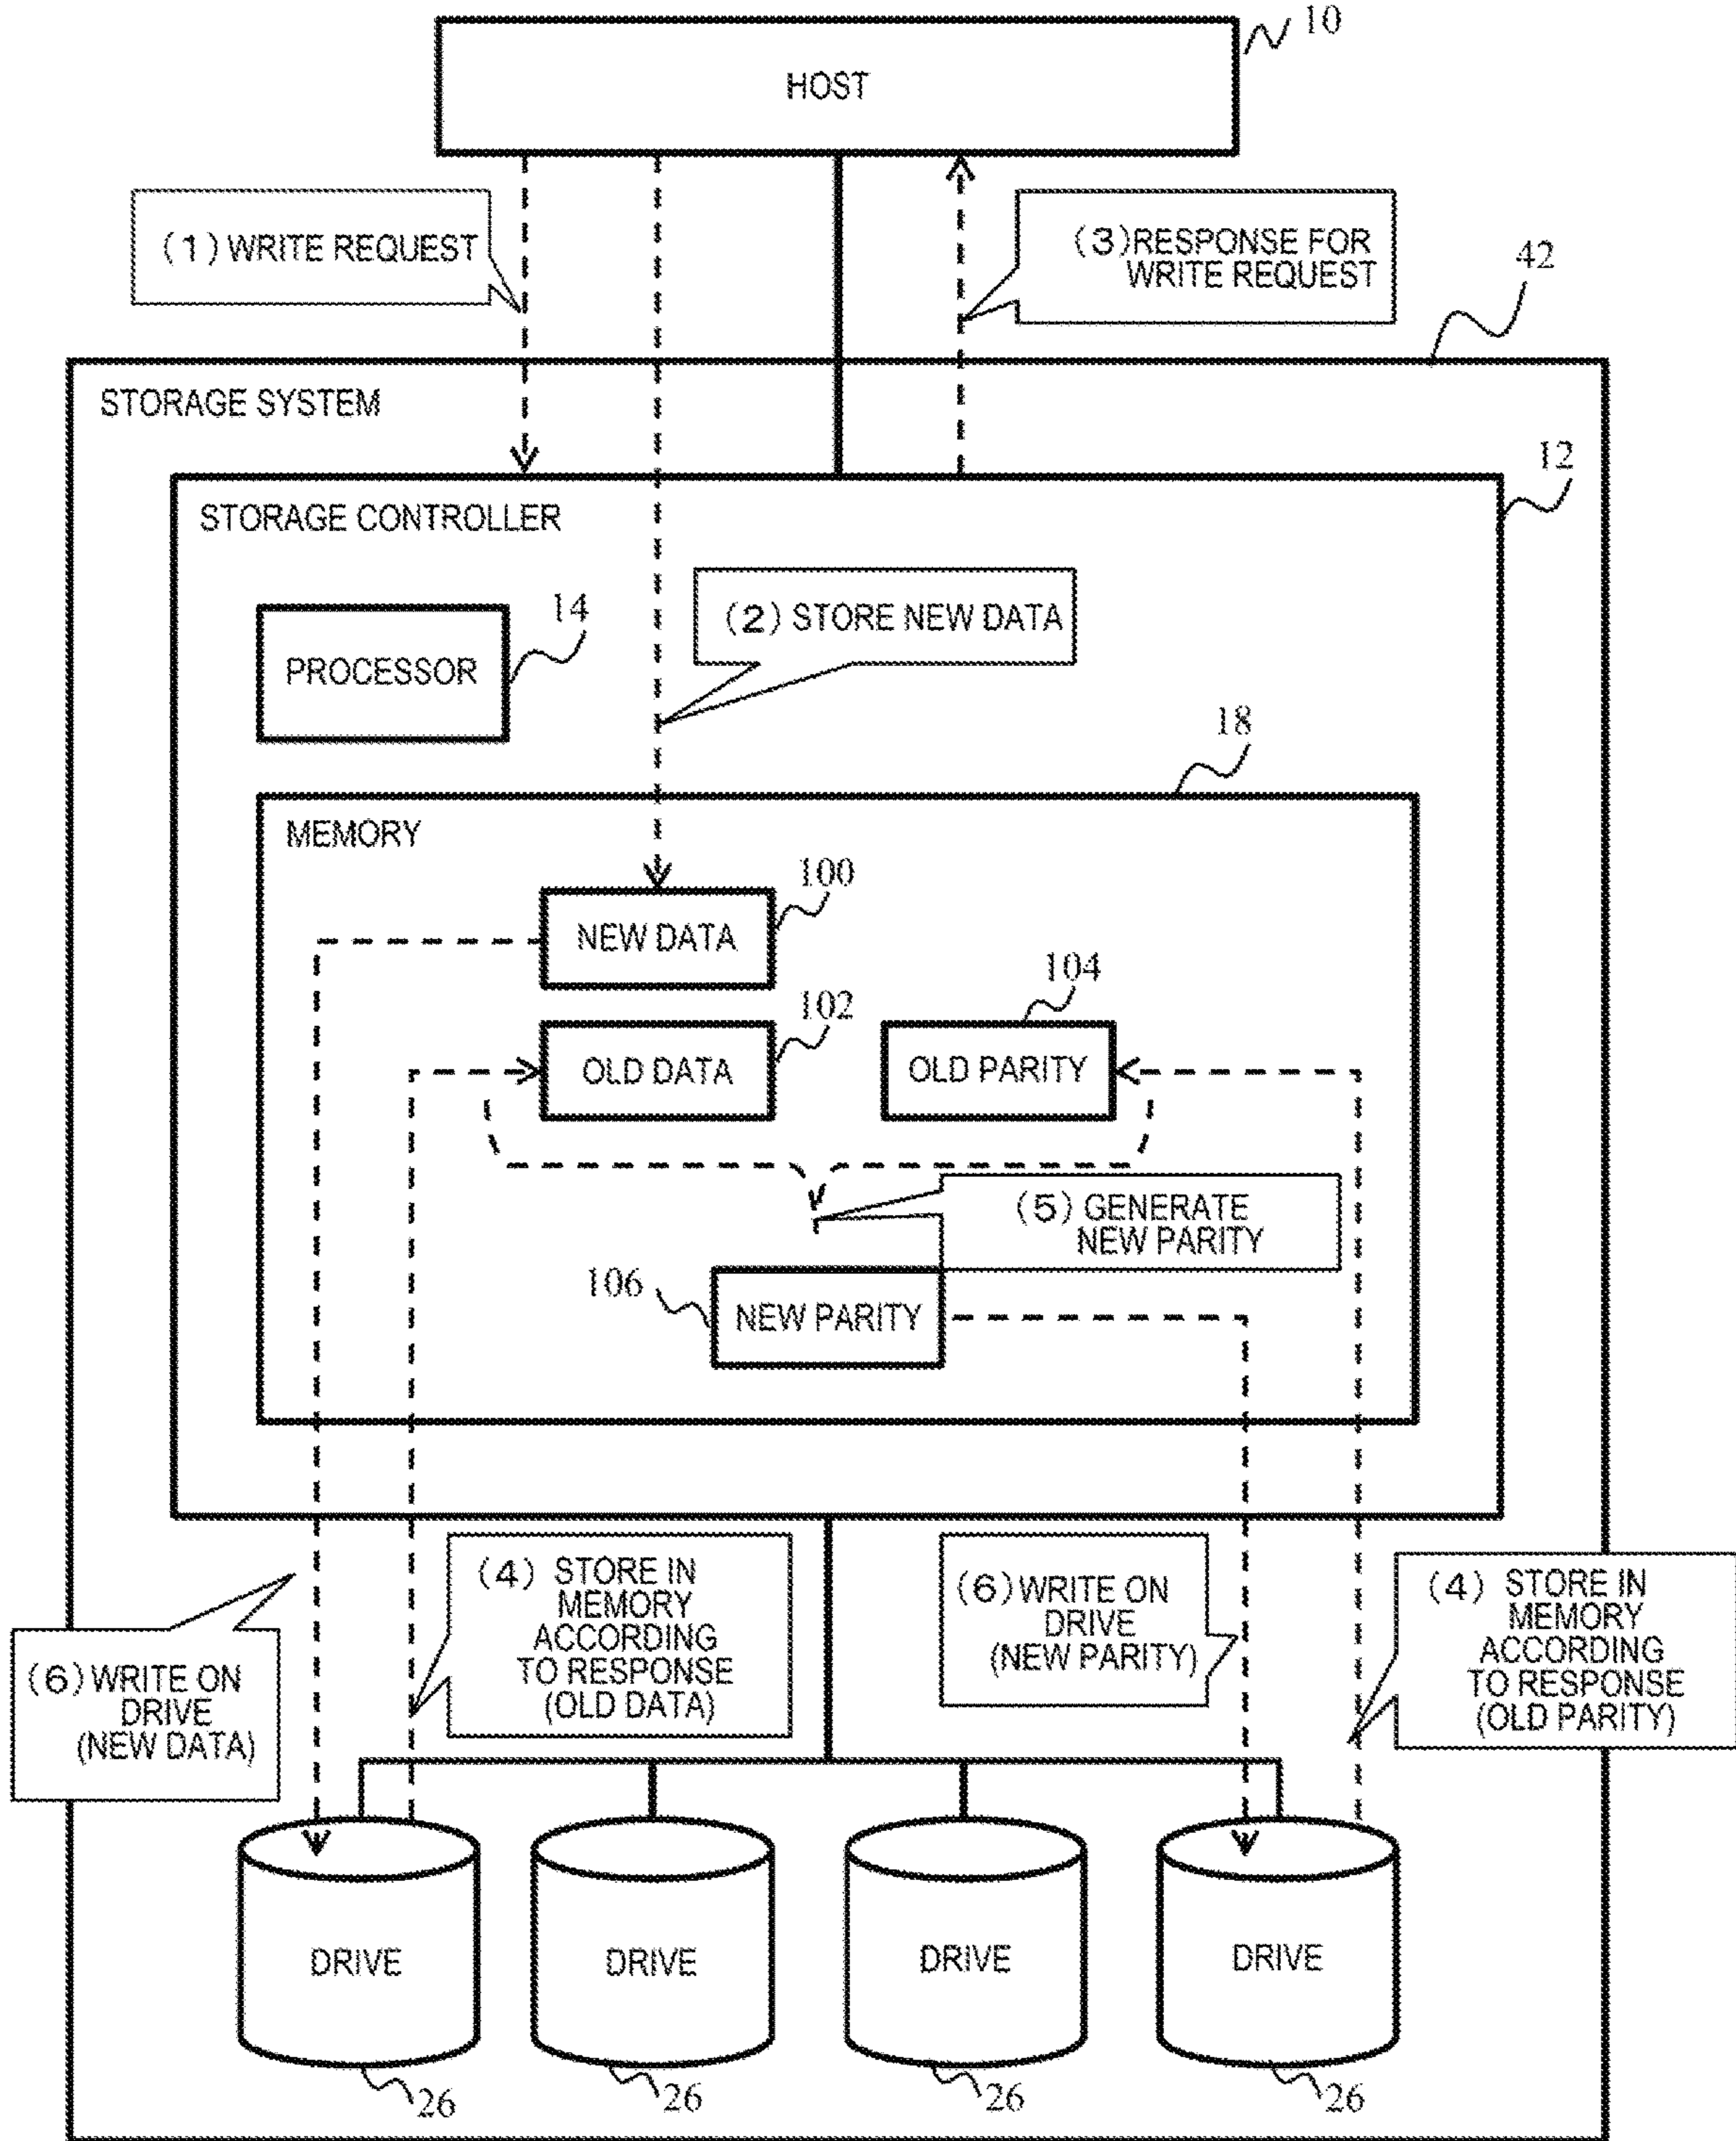 10
HOST
(1) WRITE REQUEST
(3) RESPONSE FOR
WRITE REQUEST
42
STORAGE SYSTEM
12
STORAGE CONTROLLER
14
PROCESSOR
(2) STORE NEW DATA
18
MEMORY
100
NEW DATA
104
102
OLD DATA
OLD PARITY
(5) GENERATE
NEW PARITY
106
NEW PARITY
(4) STORE IN
MEMORY
ACCORDING
TO RESPONSE
(OLD DATA)
(6) WRITE ON
DRIVE
(NEW PARITY)
(4) STORE IN
MEMORY
ACCORDING
TO RESPONSE
(OLD PARITY)
(6) WRITE ON
DRIVE
(NEW DATA)
DRIVE
DRIVE
DRIVE
DRIVE
26
26
26
26